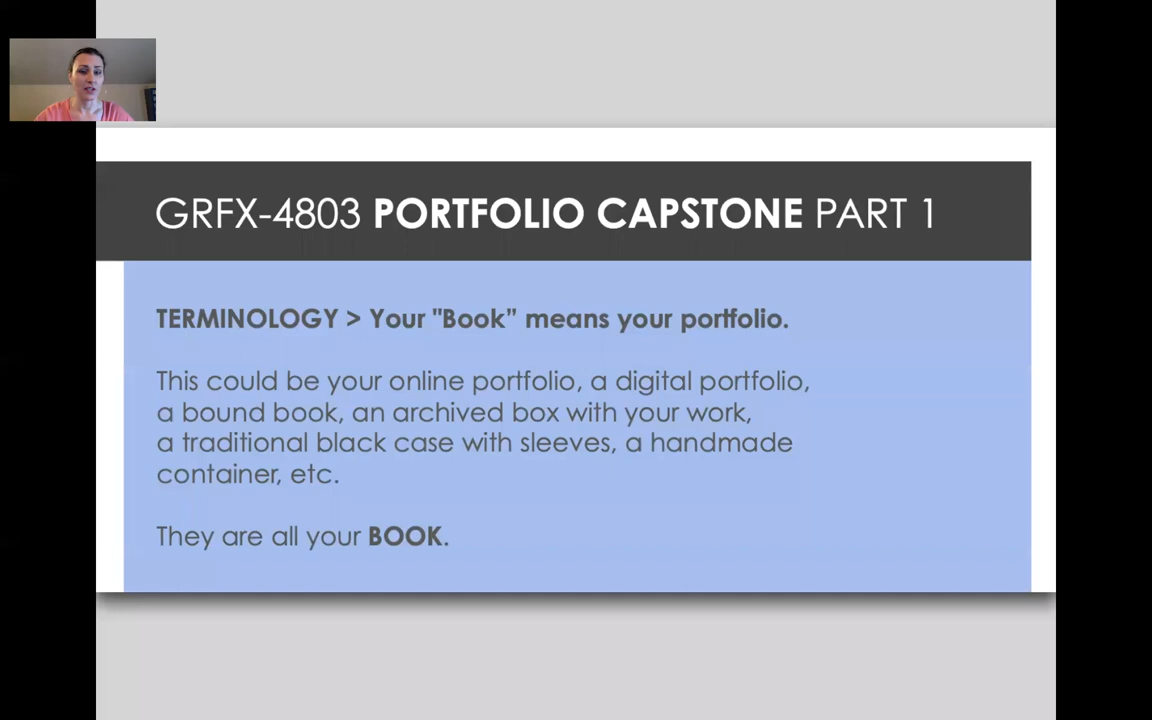 GRFX-4803 PORTFOLIO CAPSTONE PART 1
TERMINOLOGY > Your "Book” means your portfolio.
This could be your online portfolio, a digital portfolio,
a bound book, an archived box with your work,
a traditional black case with sleeves, a handmade
container, etc.
They are all your BOOK.